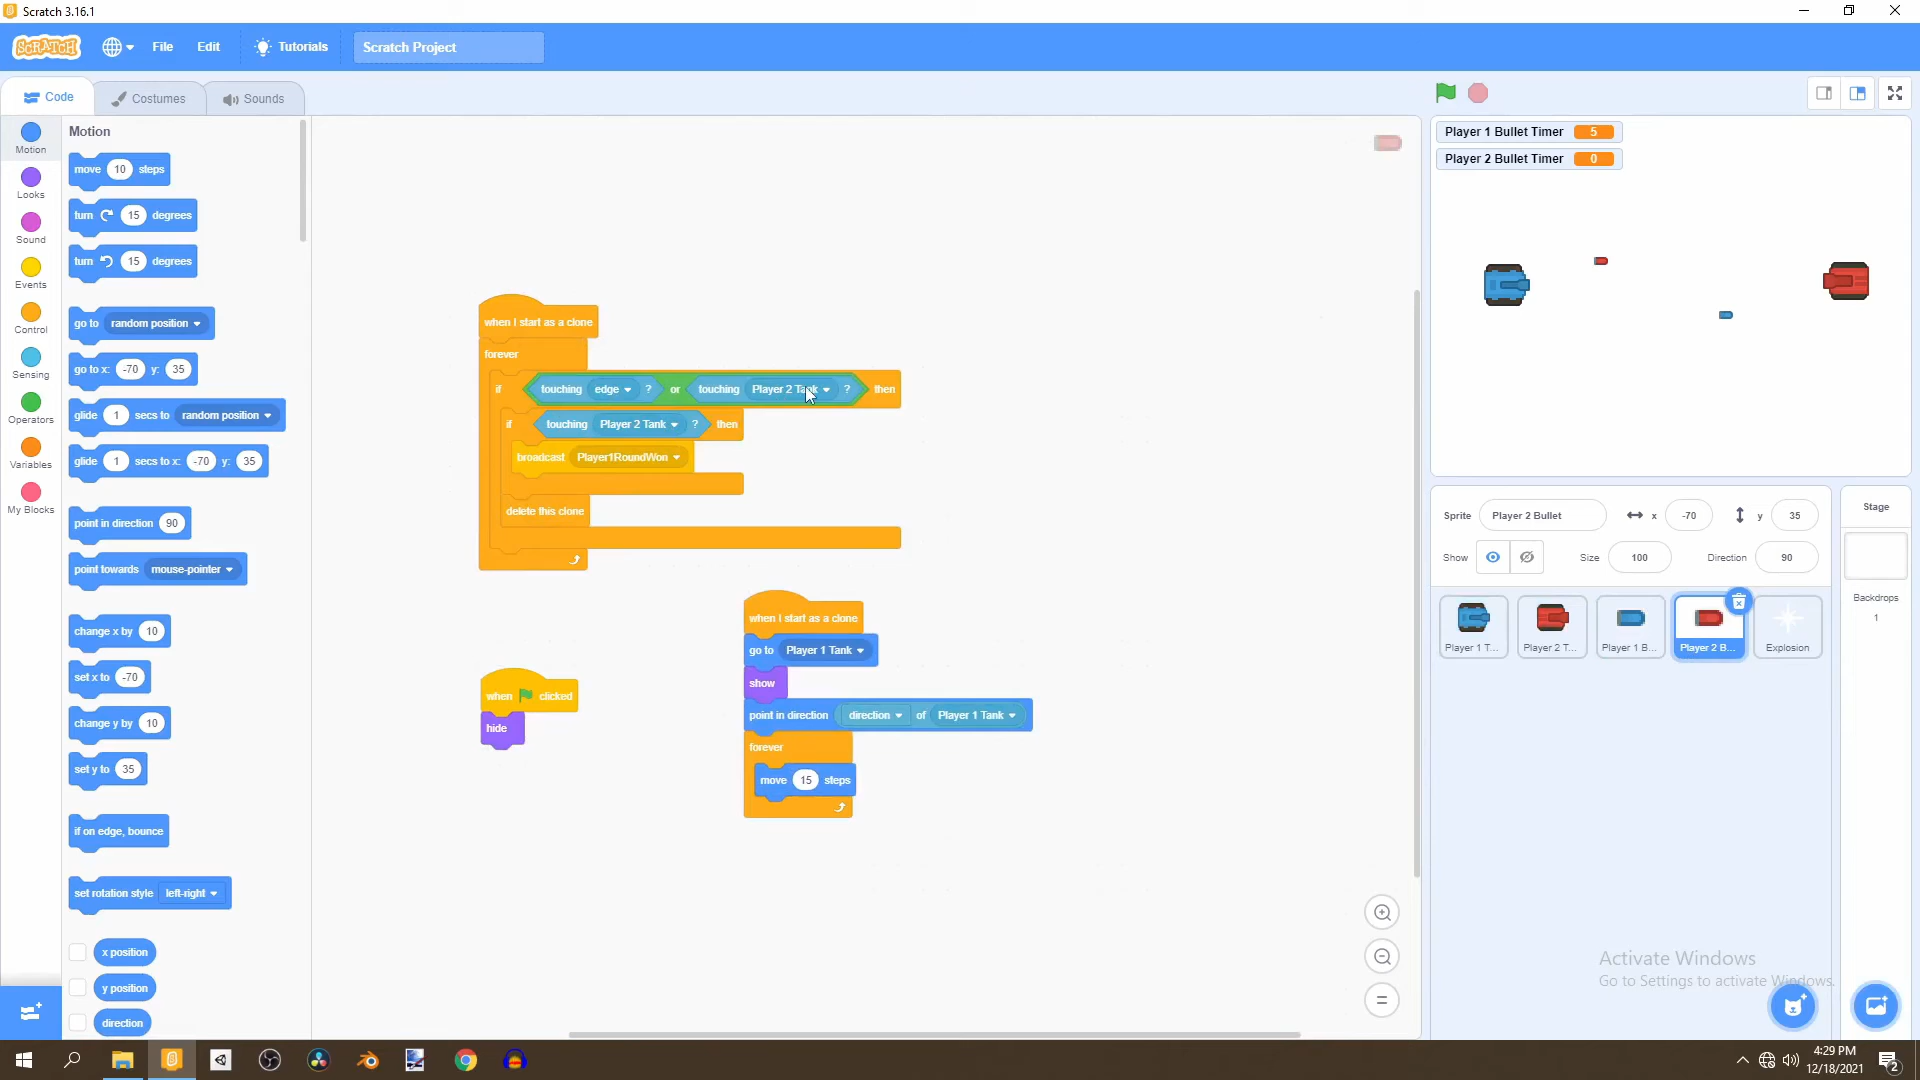 Scratch 3.16.1
SCRATCH File Edit Tutorials Scratch Project
Code Costumes Sounds
Motion
Looks
Sound
Events
Control
Sensing
Operators
Variables
My Blocks
Motion
move 10 steps
turn 15 degrees
turn 15 degrees
go to random position
go to x: -70 y: 35
glide 1 secs to random position
glide 1 secs to x: -70 y: 35
point in direction 90
point towards mouse-pointer
change x by 10
set x to -70
change y by 10
set y to 35
if on edge, bounce
set rotation style left-right
x position
y position
direction
when I start as a clone
forever
if touching edge ? or touching Player 2 Tank ? then
if touching Player 2 Tank ? then
broadcast Player1RoundWon
delete this clone
when clicked
hide
when I start as a clone
go to Player 1 Tank
show
point in direction direction of Player 1 Tank
forever
move 15 steps
Player 1 Bullet Timer 5
Player 2 Bullet Timer 0
Sprite Player 2 Bullet x -70 y 35
Show Size 100 Direction 90
Player 1 T... Player 2 T... Player 1 B... Player 2 B... Explosion
Stage
Backdrops
1
Activate Windows
Go to Settings to activate Windows.
4:29 PM
12/18/2021
2